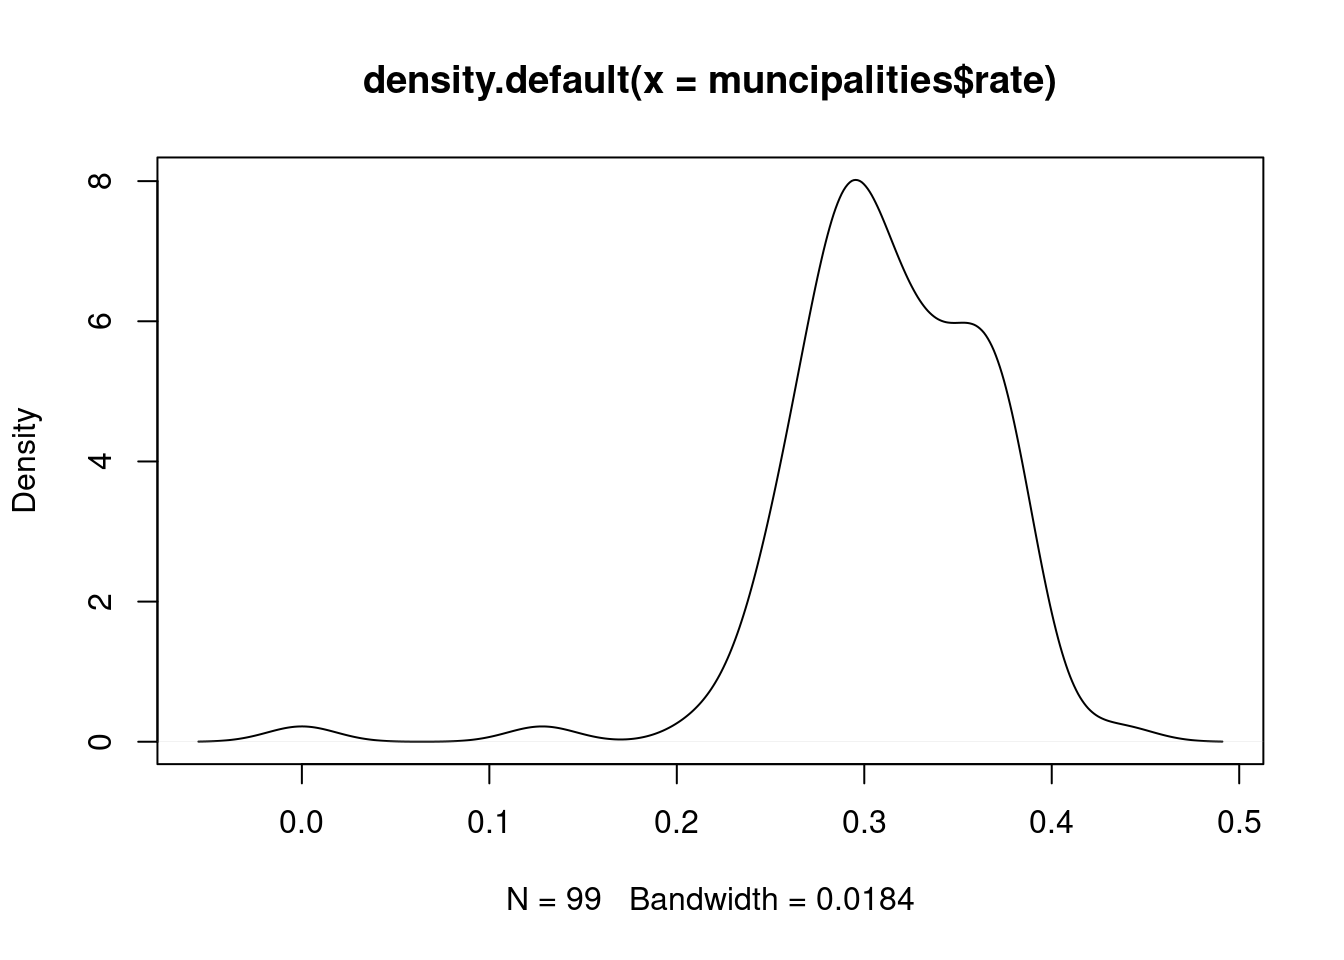 density.default(x = muncipalities$rate)
8
6
4
2
0
Density
0.0 0.1 0.2 0.3 0.4 0.5
N = 99 Bandwidth = 0.0184